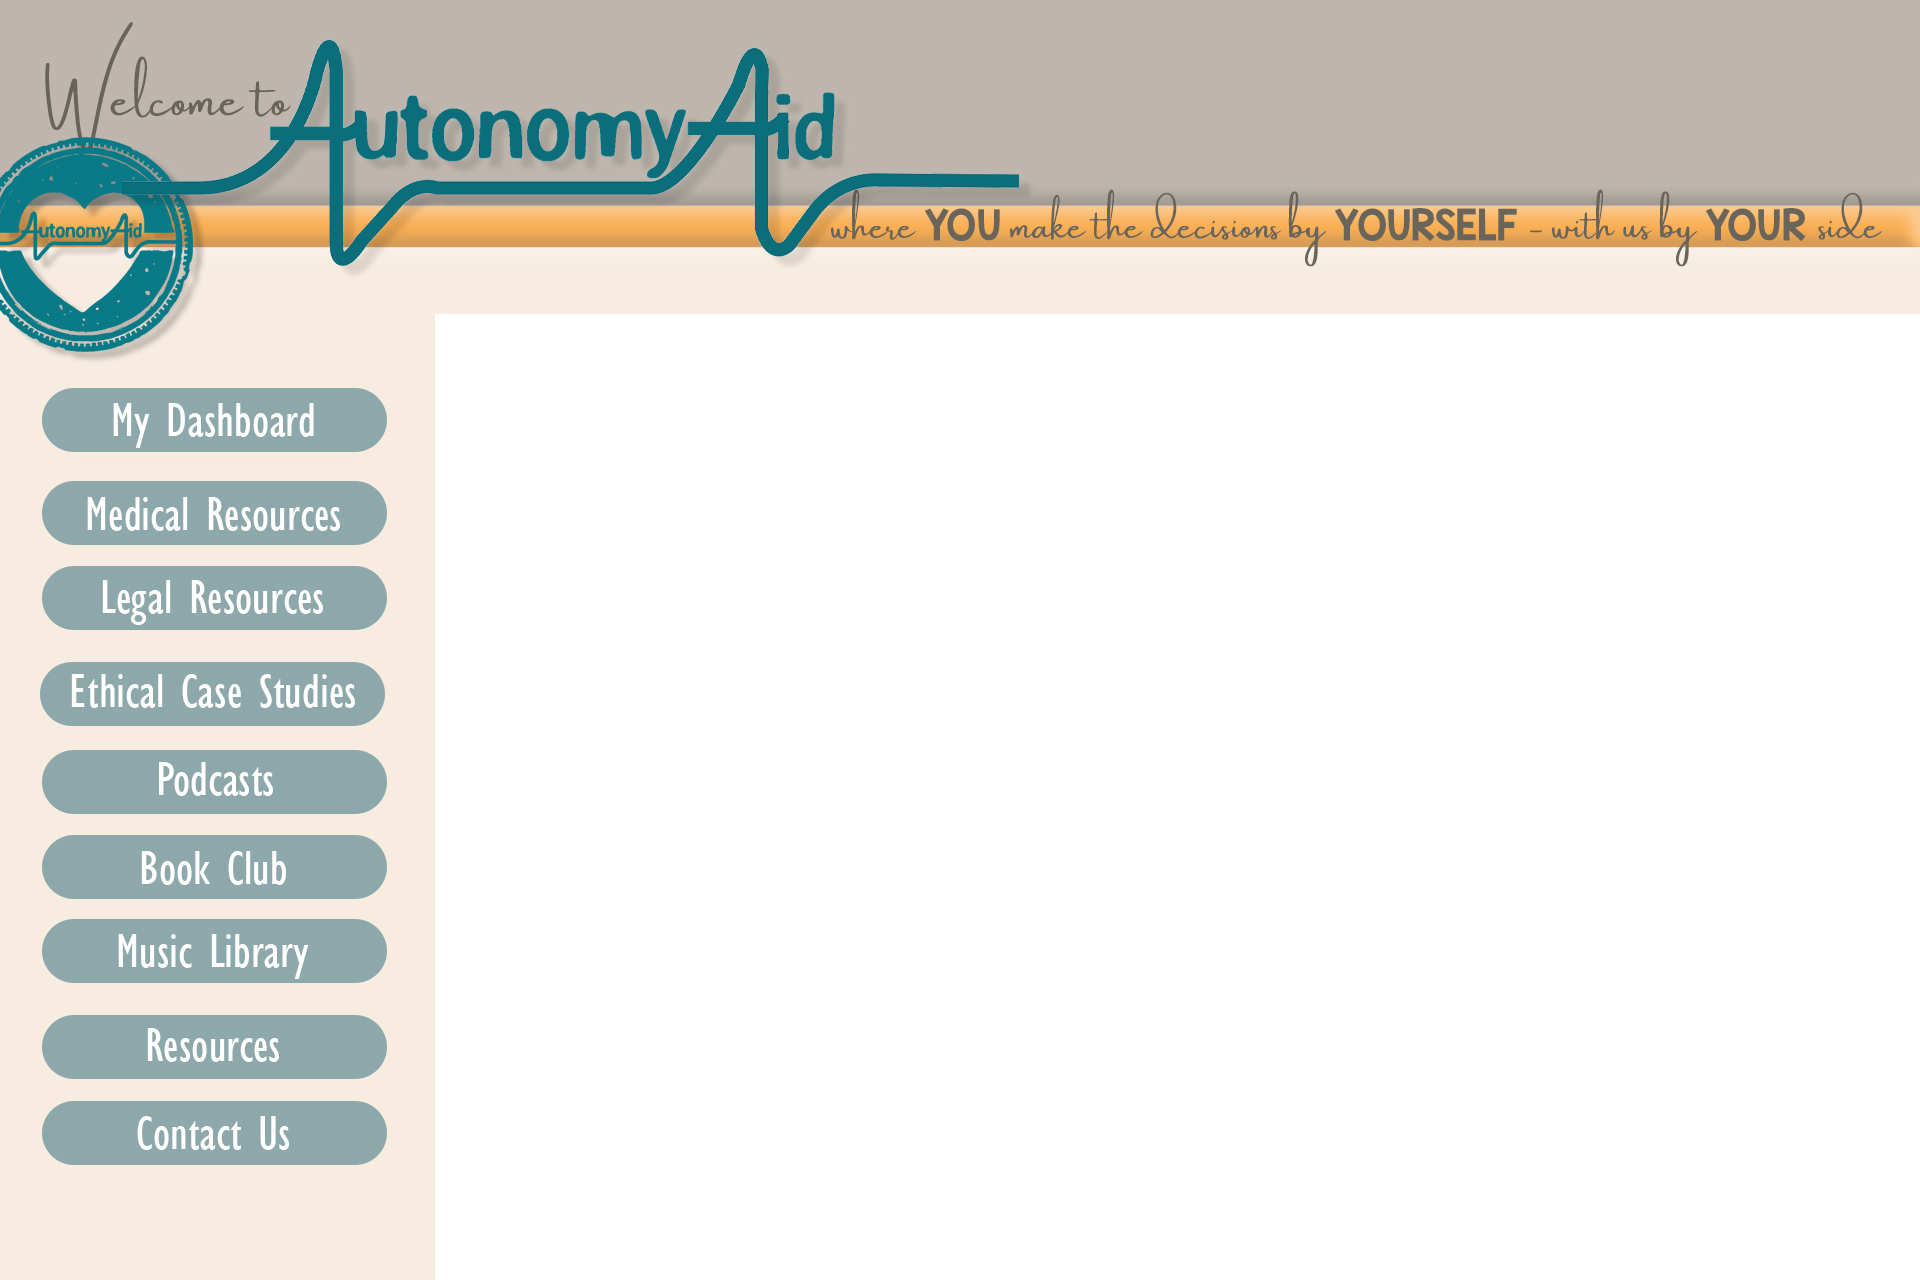 Welcome to AutonomyAid
where YOU make the decisions by YOURSELF - with us by YOUR side
AutonomyAid
My Dashboard
Medical Resources
Legal Resources
Ethical Case Studies
Podcasts
Book Club
Music Library
Resources
Contact Us